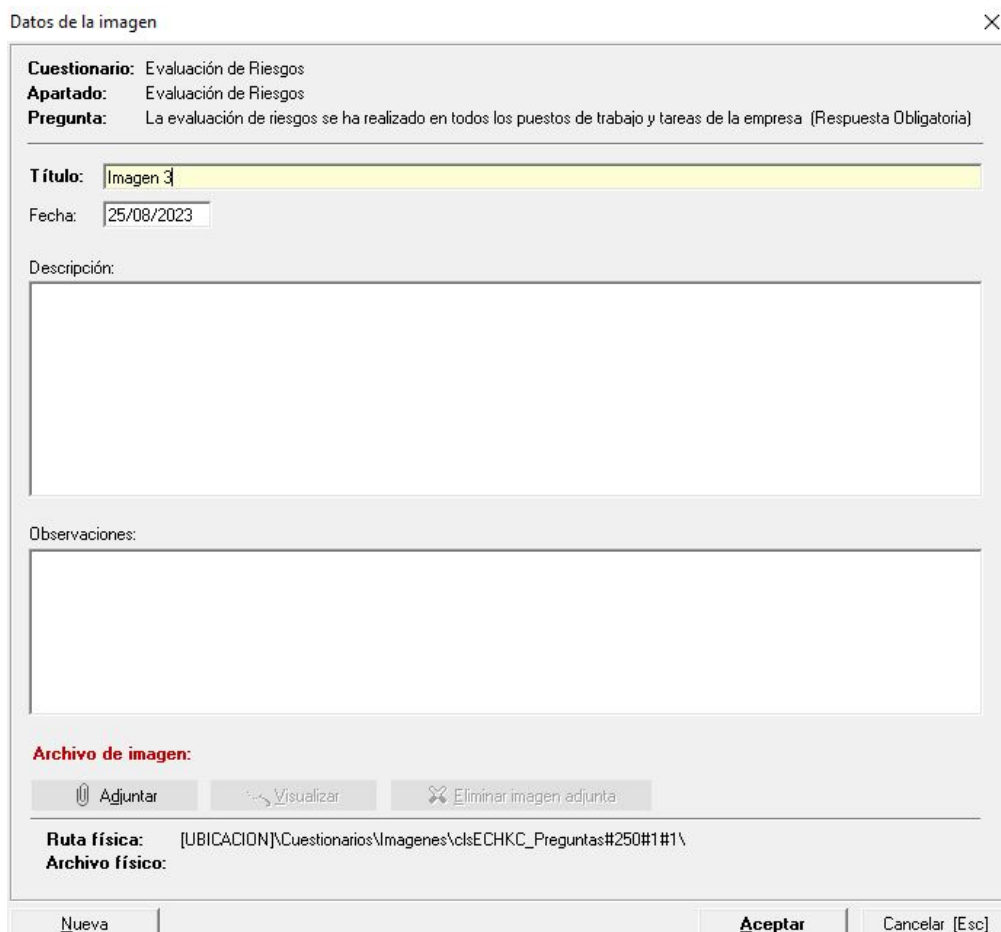 Datos de la imagen
Cuestionario: Evaluación de Riesgos
Apartado: Evaluación de Riesgos
Pregunta: La evaluación de riesgos se ha realizado en todos los puestos de trabajo y tareas de la empresa (Respuesta Obligatoria)
Título: Imagen 3
Fecha: 25/08/2023
Descripción:
Observaciones:
Archivo de imagen:
Adjuntar Visualizar Eliminar imagen adjunta
Ruta física: [UBICACION]\Cuestionarios\Imagenes\clsECHKC_Preguntas#250#1#1\
Archivo físico:
Nueva Aceptar Cancelar [Esc]